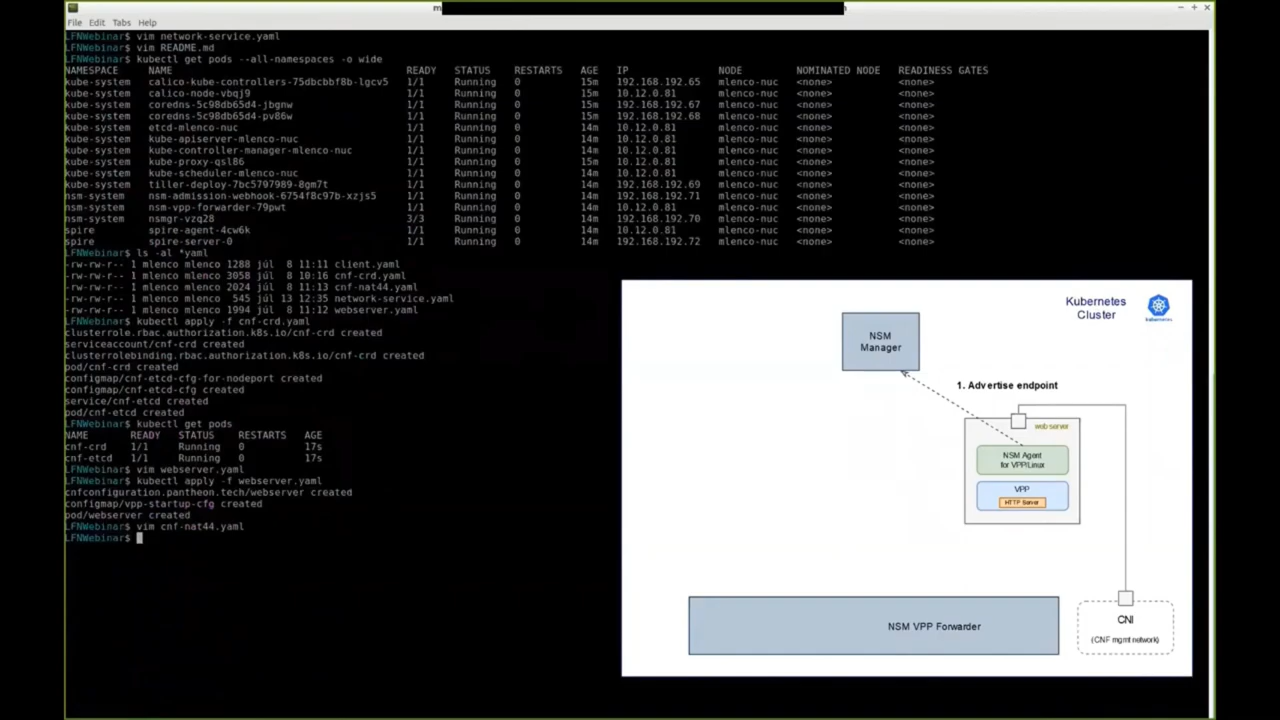 File Edit Tabs Help
LFNWebinar$ vim network-service.yaml
LFNWebinar$ vim README.md
LFNWebinar$ kubectl get pods --all-namespaces -o wide
NAMESPACE NAME READY STATUS RESTARTS AGE IP NODE NOMINATED NODE READINESS GATES
kube-system calico-kube-controllers-75dbcbbf8b-lgcv5 1/1 Running 0 15m 192.168.192.65 mlenco-nuc <none> <none>
kube-system calico-node-vbqj9 1/1 Running 0 15m 10.12.0.81 mlenco-nuc <none> <none>
kube-system coredns-5c98db65d4-jbgnw 1/1 Running 0 15m 192.168.192.67 mlenco-nuc <none> <none>
kube-system coredns-5c98db65d4-pv86w 1/1 Running 0 15m 192.168.192.68 mlenco-nuc <none> <none>
kube-system etcd-mlenco-nuc 1/1 Running 0 14m 10.12.0.81 mlenco-nuc <none> <none>
kube-system kube-apiserver-mlenco-nuc 1/1 Running 0 14m 10.12.0.81 mlenco-nuc <none> <none>
kube-system kube-controller-manager-mlenco-nuc 1/1 Running 0 14m 10.12.0.81 mlenco-nuc <none> <none>
kube-system kube-proxy-qsl86 1/1 Running 0 15m 10.12.0.81 mlenco-nuc <none> <none>
kube-system kube-scheduler-mlenco-nuc 1/1 Running 0 14m 10.12.0.81 mlenco-nuc <none> <none>
kube-system tiller-deploy-7bc5797989-8gm7t 1/1 Running 0 14m 192.168.192.69 mlenco-nuc <none> <none>
nsm-system nsm-admission-webhook-6754f8c97b-xzjs5 1/1 Running 0 14m 192.168.192.71 mlenco-nuc <none> <none>
nsm-system nsm-vpp-forwarder-79pwt 1/1 Running 0 14m 10.12.0.81 mlenco-nuc <none> <none>
nsm-system nsmgr-vzq28 3/3 Running 0 14m 192.168.192.70 mlenco-nuc <none> <none>
spire spire-agent-4cw6k 1/1 Running 0 14m 10.12.0.81 mlenco-nuc <none> <none>
spire spire-server-0 1/1 Running 0 14m 192.168.192.72 mlenco-nuc <none> <none>
LFNWebinar$ ls -al *yaml
-rw-rw-r-- 1 mlenco mlenco 1288 júl 8 11:11 client.yaml
-rw-rw-r-- 1 mlenco mlenco 3058 júl 8 10:16 cnf-crd.yaml
-rw-rw-r-- 1 mlenco mlenco 2024 júl 8 11:13 cnf-nat44.yaml
-rw-rw-r-- 1 mlenco mlenco 545 júl 13 12:35 network-service.yaml
-rw-rw-r-- 1 mlenco mlenco 1994 júl 8 11:12 webserver.yaml
LFNWebinar$ kubectl apply -f cnf-crd.yaml
clusterrole.rbac.authorization.k8s.io/cnf-crd created
serviceaccount/cnf-crd created
clusterrolebinding.rbac.authorization.k8s.io/cnf-crd created
pod/cnf-crd created
configmap/cnf-etcd-cfg-for-nodeport created
configmap/cnf-etcd-cfg created
service/cnf-etcd created
pod/cnf-etcd created
LFNWebinar$ kubectl get pods
NAME READY STATUS RESTARTS AGE
cnf-crd 1/1 Running 0 17s
cnf-etcd 1/1 Running 0 17s
LFNWebinar$ vim webserver.yaml
LFNWebinar$ kubectl apply -f webserver.yaml
cnfconfiguration.pantheon.tech/webserver created
configmap/vpp-startup-cfg created
pod/webserver created
LFNWebinar$ vim cnf-nat44.yaml
LFNWebinar$
Kubernetes
Cluster
kubernetes
NSM
Manager
1. Advertise endpoint
web server
NSM Agent
for VPP/Linux
VPP
HTTP Server
NSM VPP Forwarder
CNI
(CNF mgmt network)